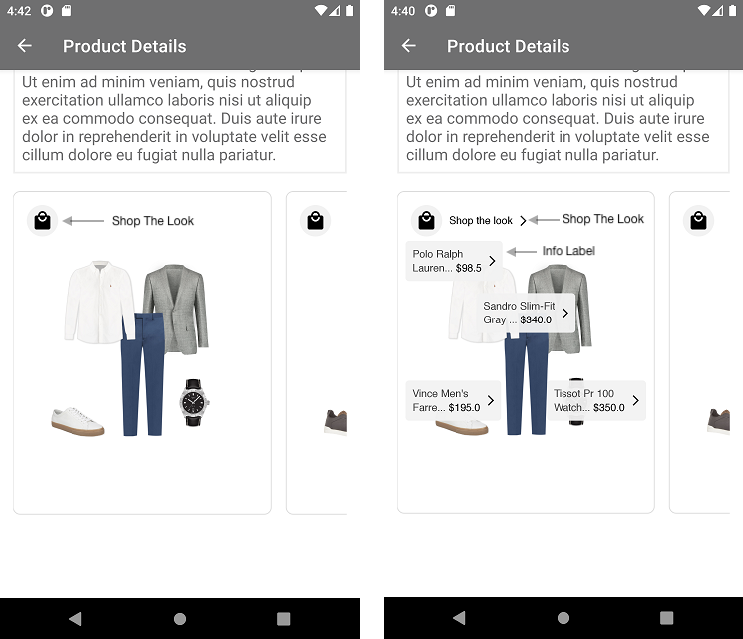 4:42
Product Details
Ut enim ad minim veniam, quis nostrud
exercitation ullamco laboris nisi ut aliquip
ex ea commodo consequat. Duis aute irure
dolor in reprehenderit in voluptate velit esse
cillum dolore eu fugiat nulla pariatur.
Shop The Look
4:40
Product Details
Ut enim ad minim veniam, quis nostrud
exercitation ullamco laboris nisi ut aliquip
ex ea commodo consequat. Duis aute irure
dolor in reprehenderit in voluptate velit esse
cillum dolore eu fugiat nulla pariatur.
Shop the look
Shop The Look
Info Label
Polo Ralph
Lauren... $98.5
Sandro Slim-Fit
Gray ... $340.0
Vince Men's
Farre... $195.0
Tissot Pr 100
Watch... $350.0